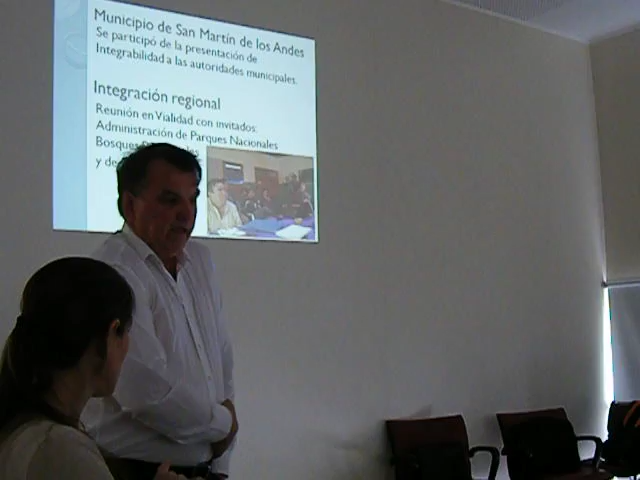 Municipio de San Martín de los Andes
Se participó de la presentación de
Integrabilidad a las autoridades municipales.
Integración regional
Reunión en Vialidad con invitados:
Administración de Parques Nacionales
Bosques
y de